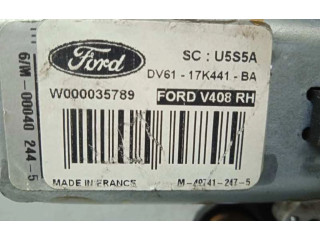 Ford
SC : U5S5A
DV61 - 17K441 - BA
W000035789
FORD V408 RH
6/M-00040 244-5
MADE IN FRANCE
M-40741-247-5